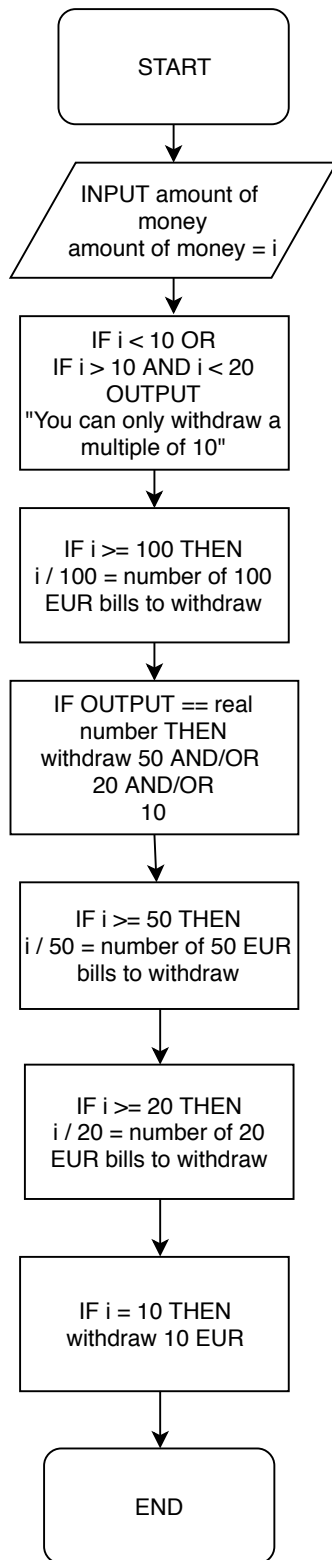 START
INPUT amount of
money
amount of money = i
IF i < 10 OR
IF i > 10 AND i < 20
OUTPUT
"You can only withdraw a
multiple of 10"
IF i >= 100 THEN
i / 100 = number of 100
EUR bills to withdraw
IF OUTPUT == real
number THEN
withdraw 50 AND/OR
20 AND/OR
10
IF i >= 50 THEN
i / 50 = number of 50 EUR
bills to withdraw
IF i >= 20 THEN
i / 20 = number of 20
EUR bills to withdraw
IF i = 10 THEN
withdraw 10 EUR
END